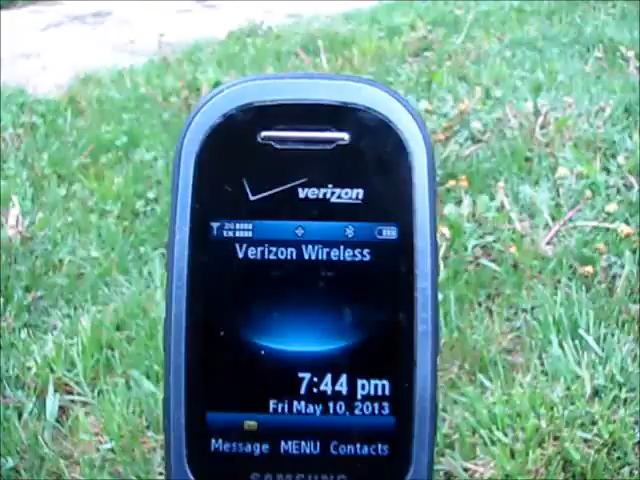 verizon
Verizon Wireless
7:44 pm
Fri May 10, 2013
Message MENU Contacts
SAMSUNG